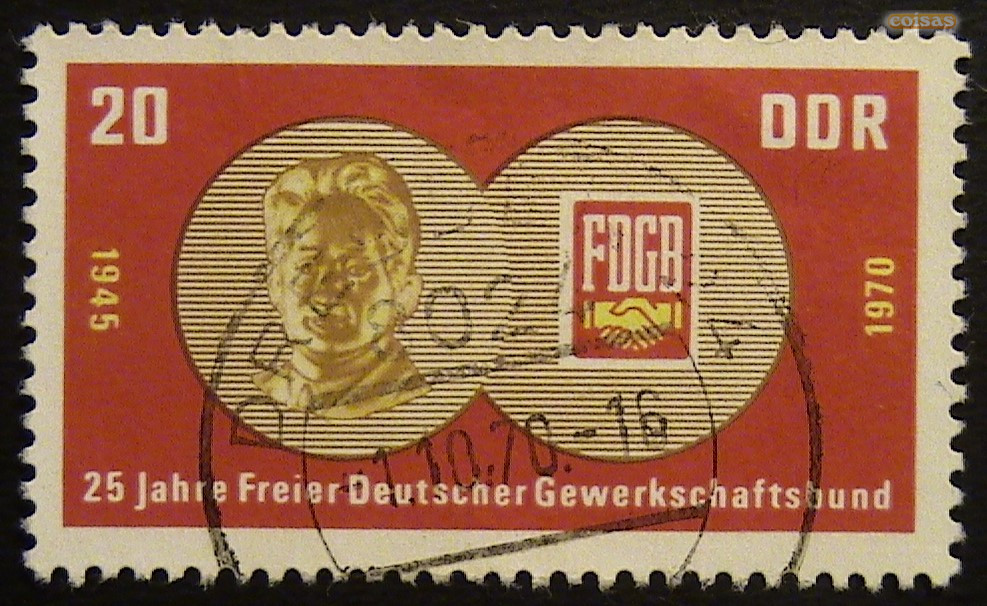 coisas
20
DDR
1945
FDGB
1970
1.10.70.-16
25 Jahre Freier Deutscher Gewerkschaftsbund